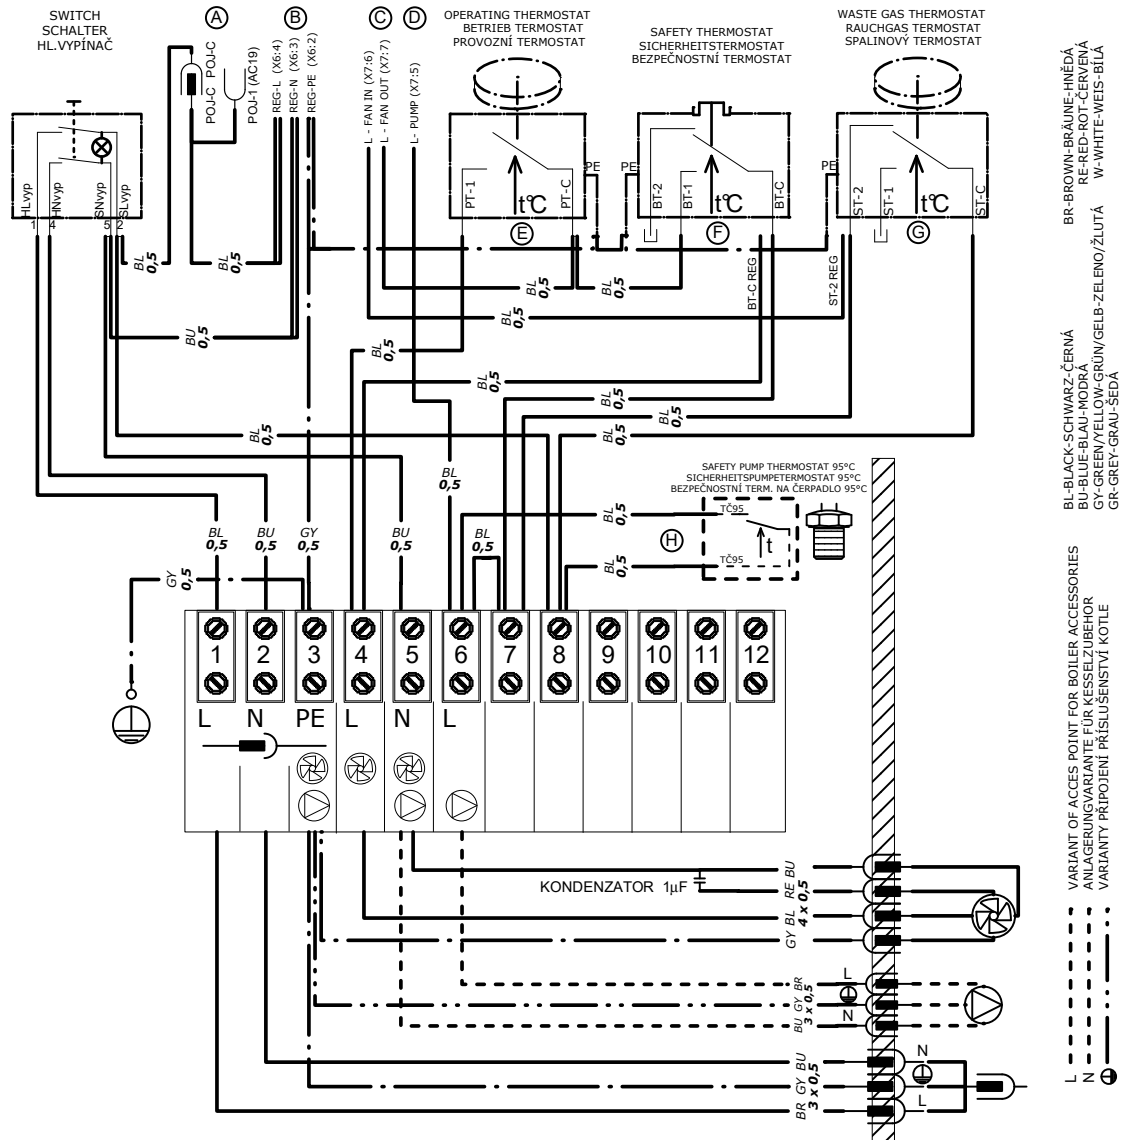 SWITCH
SCHALTER
HL.VYPÍNAČ
A
B
C
D
OPERATING THERMOSTAT
BETRIEB TERMOSTAT
PROVOZNÍ TERMOSTAT
SAFETY THERMOSTAT
SICHERHEITSTERMOSTAT
BEZPEČNOSTNÍ TERMOSTAT
WASTE GAS THERMOSTAT
RAUCHGAS TERMOSTAT
SPALINOVÝ TERMOSTAT
POJ-C POJ-C
POJ-1 (AC19)
REG-L (X6:4)
REG-N (X6:3)
REG-PE (X6:2)
L - FAN IN (X7:6)
L - FAN OUT (X7:7)
L- PUMP (X7:5)
HLvyp
HNvyp
SNvyp
SLvyp
1
4
5
2
PT-1
PT-C
t°C
E
PE
PE
BT-2
BT-1
BT-C
t°C
F
PE
ST-2
ST-1
ST-C
t°C
G
BT-C REG
ST-2 REG
BL
0,5
BL
0,5
BU
0,5
BL
0,5
BL
0,5
BL
0,5
BL
0,5
BL
0,5
BL
0,5
BL
0,5
BL
0,5
BL
0,5
BL
0,5
BU
0,5
GY
0,5
BU
0,5
BL
0,5
BL
0,5
BL
0,5
BL
0,5
GY
0,5
SAFETY PUMP THERMOSTAT 95°C
SICHERHEITSPUMPETERMOSTAT 95°C
BEZPEČNOSTNÍ TERM. NA ČERPADLO 95°C
H
TČ95
t
TČ95
1
2
3
4
5
6
7
8
9
10
11
12
L
N
PE
L
N
L
KONDENZATOR 1µF
GY BL RE BU
4 x 0,5
BU GY BR
3 x 0,5
L
N
BR GY BU
3 x 0,5
N
L
BR-BROWN-BRÄUNE-HNĚDÁ
RE-RED-ROT-ČERVENÁ
W-WHITE-WEIS-BÍLÁ
BL-BLACK-SCHWARZ-ČERNÁ
BU-BLUE-BLAU-MODRÁ
GY-GREEN/YELLOW-GRÜN/GELB-ZELENO/ŽLUTÁ
GR-GREY-GRAU-ŠEDÁ
VARIANT OF ACCES POINT FOR BOILER ACCESSORIES
ANLAGERUNGVARIANTE FÜR KESSELZUBEHOR
VARIANTY PŘIPOJENÍ PŘÍSLUŠENSTVÍ KOTLE
L
N